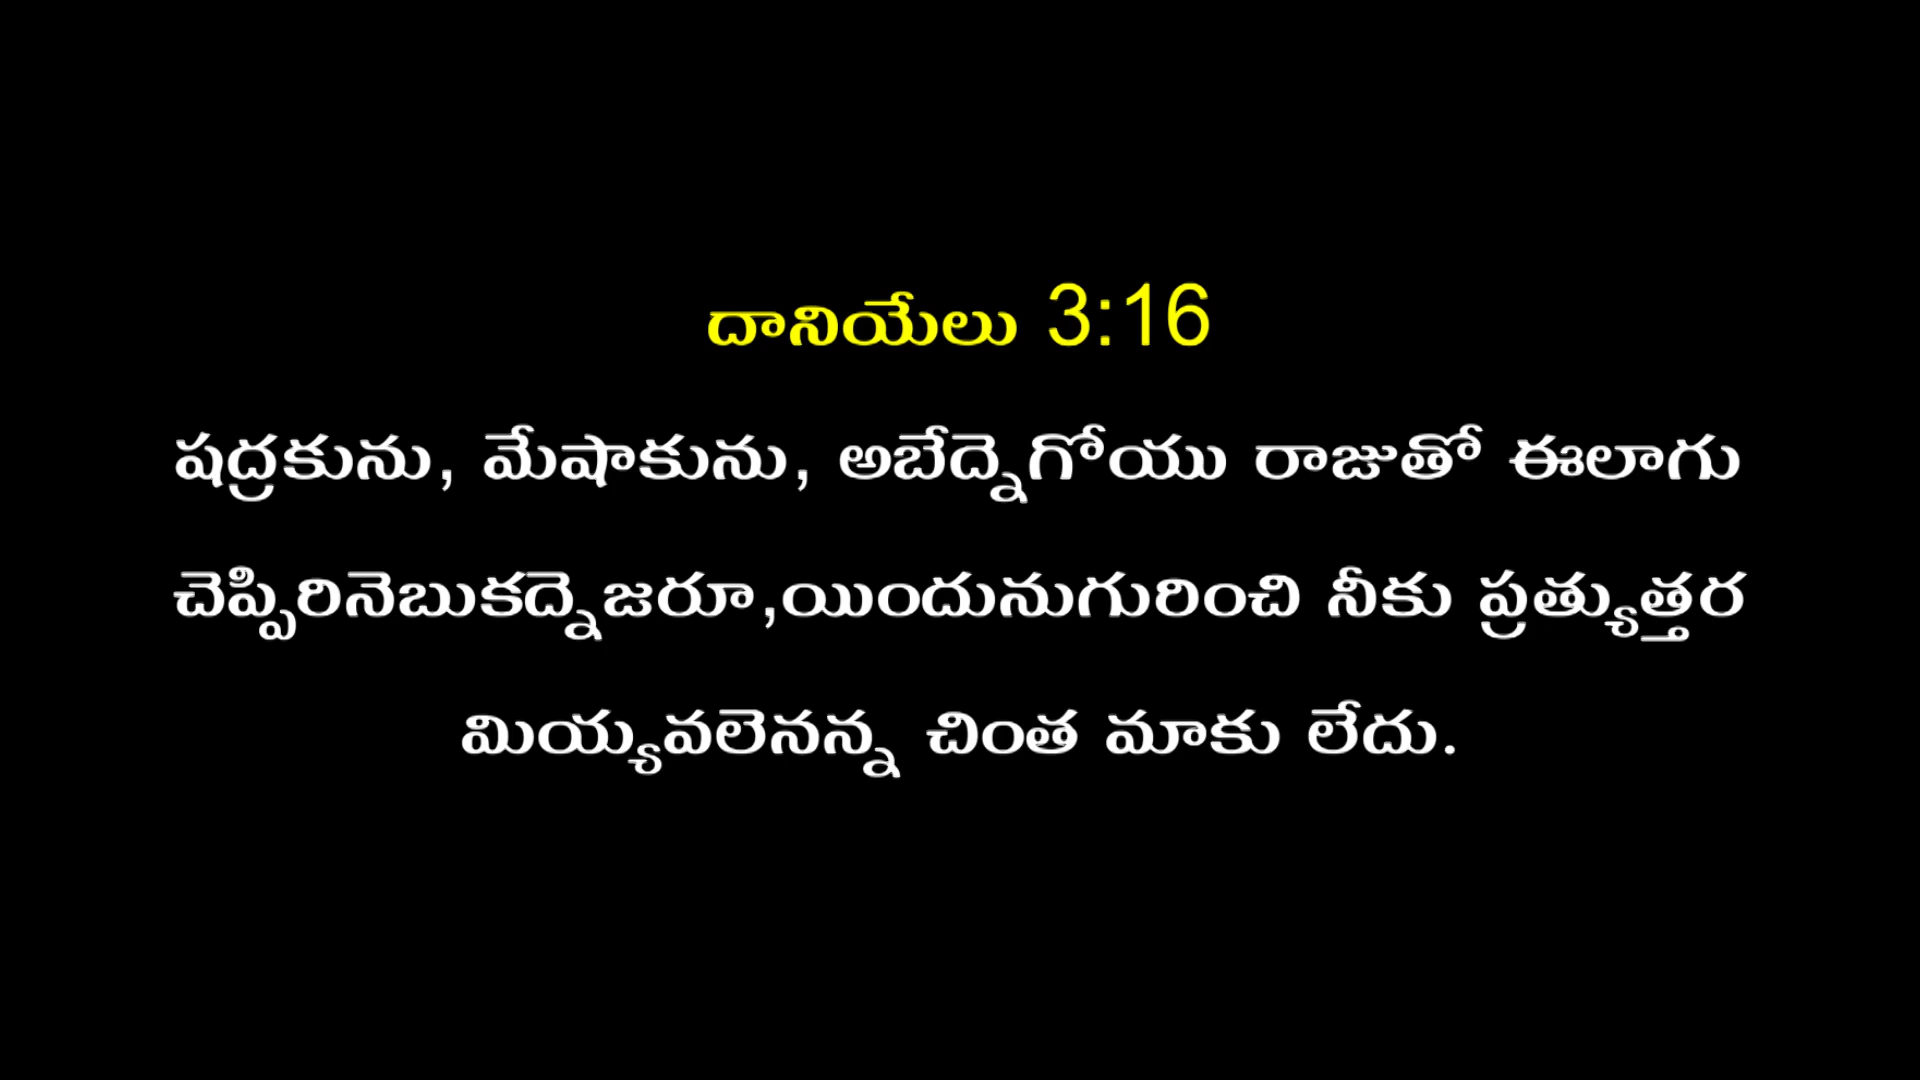 దానియేలు 3:16
షద్రకును, మేషాకును, అబేద్నెగోయు రాజుతో ఈలాగు
చెప్పిరినెబుకద్నెజరూ,యిందునుగురించి నీకు ప్రత్యుత్తర
మియ్యవలెనన్న చింత మాకు లేదు.